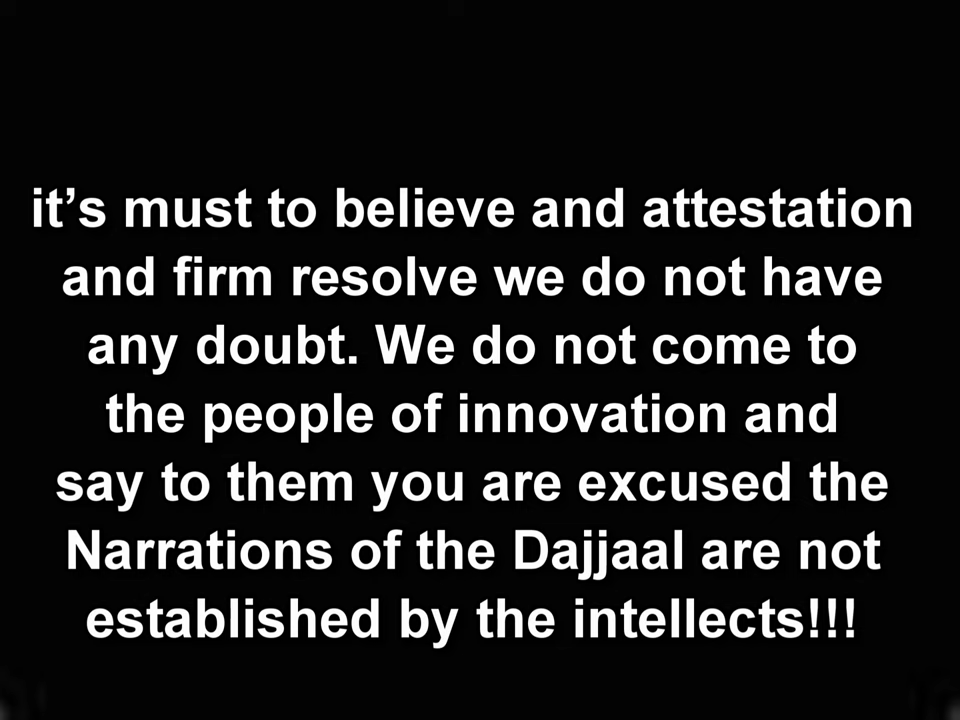 it’s must to believe and attestation
and firm resolve we do not have
any doubt. We do not come to
the people of innovation and
say to them you are excused the
Narrations of the Dajjaal are not
established by the intellects!!!